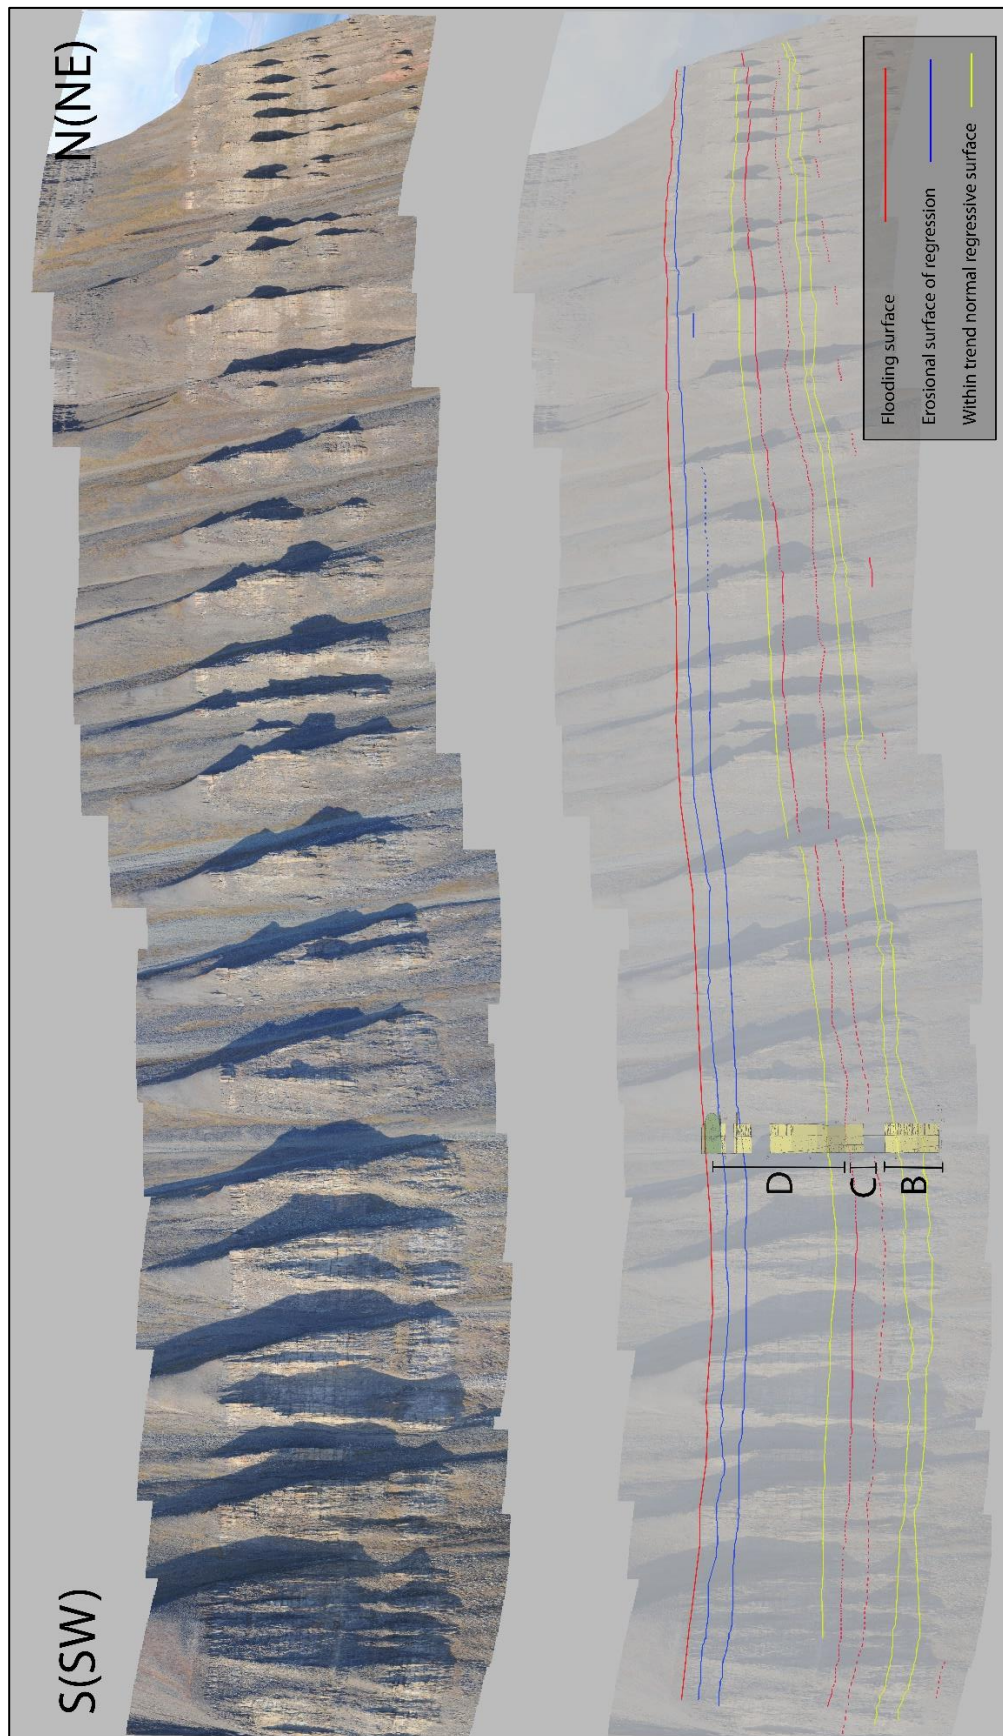 S(SW)
N(NE)
D
C
B
Flooding surface
Erosional surface of regression
Within trend normal regressive surface